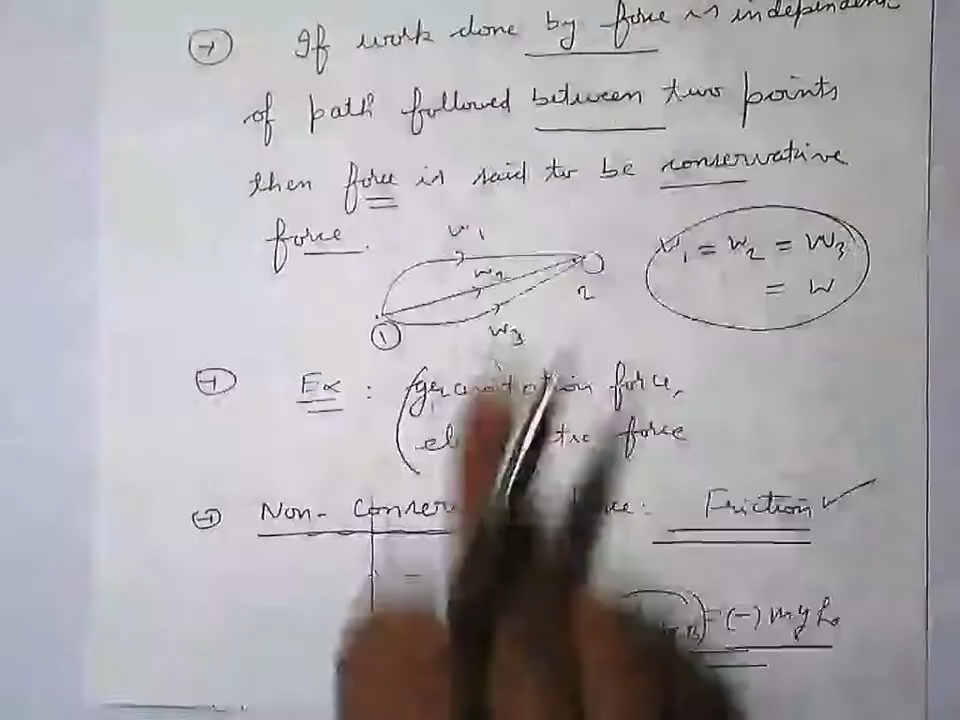 If work done by force is independent
of path followed between two points
then force is said to be conservative
force.
W1
W2
W3
1
2
W1 = W2 = W3
= W
Ex : gravitation force,
force
Non- Friction ✓
= (-) mgh